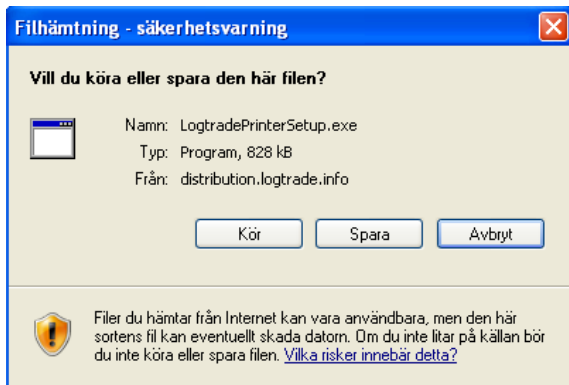 Filhämtning - säkerhetsvarning
Vill du köra eller spara den här filen?
Namn: LogtradePrinterSetup.exe
Typ: Program, 828 kB
Från: distribution.logtrade.info
Kör Spara Avbryt
Filer du hämtar från Internet kan vara användbara, men den här
sortens fil kan eventuellt skada datorn. Om du inte litar på källan bör
du inte köra eller spara filen. Vilka risker innebär detta?